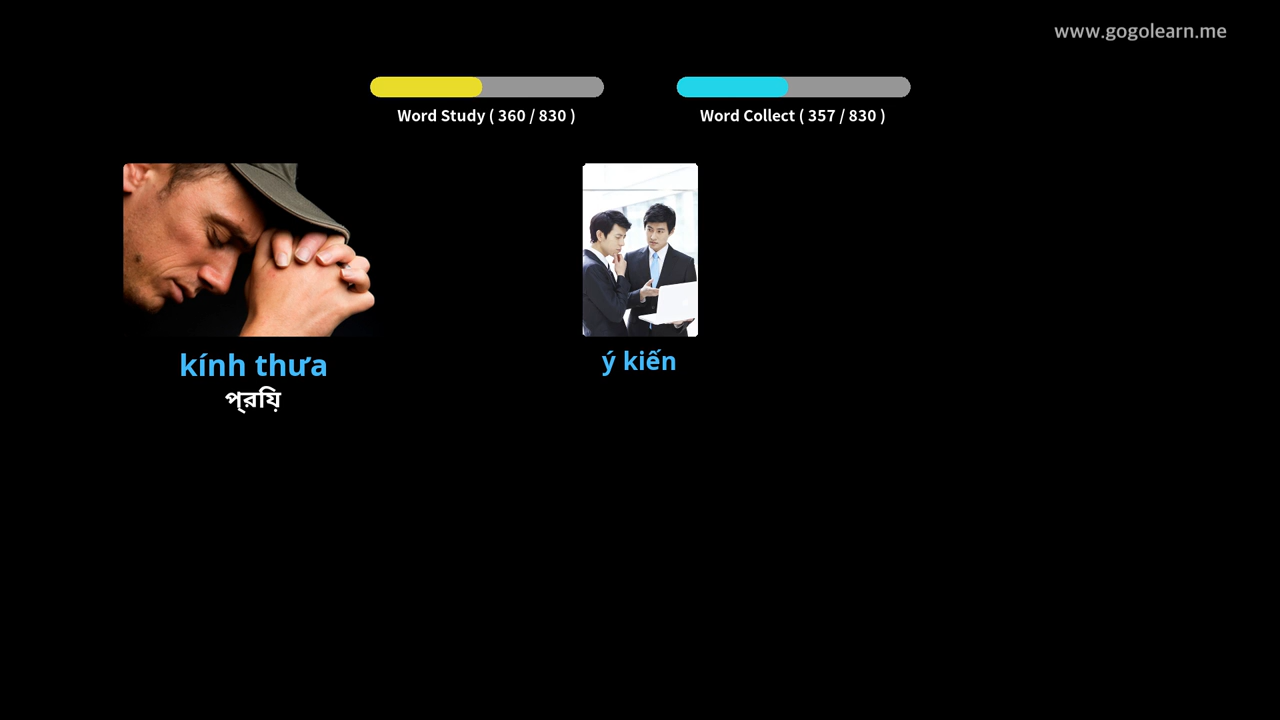 www.gogolearn.me
Word Study ( 360 / 830 )
Word Collect ( 357 / 830 )
kính thưa
প্রিয়
ý kiến